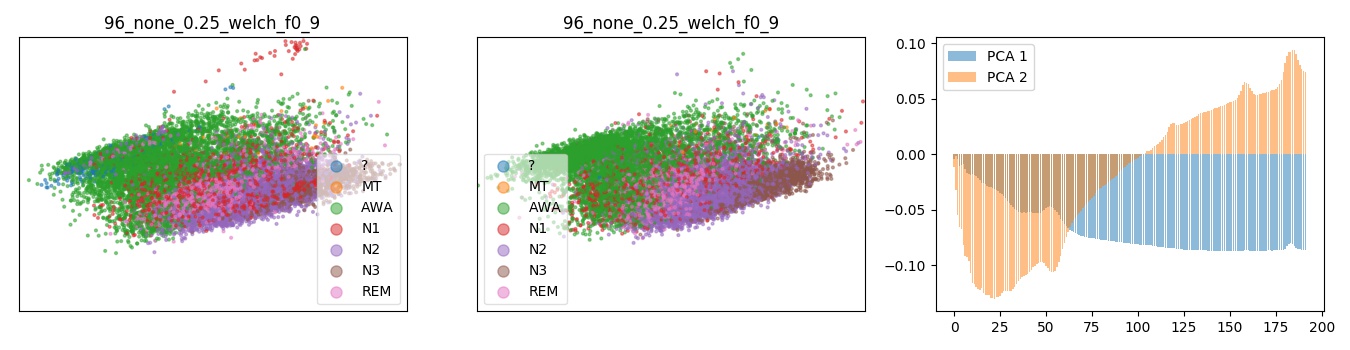 96_none_0.25_welch_f0_9
?
MT
AWA
N1
N2
N3
REM
96_none_0.25_welch_f0_9
?
MT
AWA
N1
N2
N3
REM
PCA 1
PCA 2
0.10
0.05
0.00
−0.05
−0.10
0 25 50 75 100 125 150 175 200